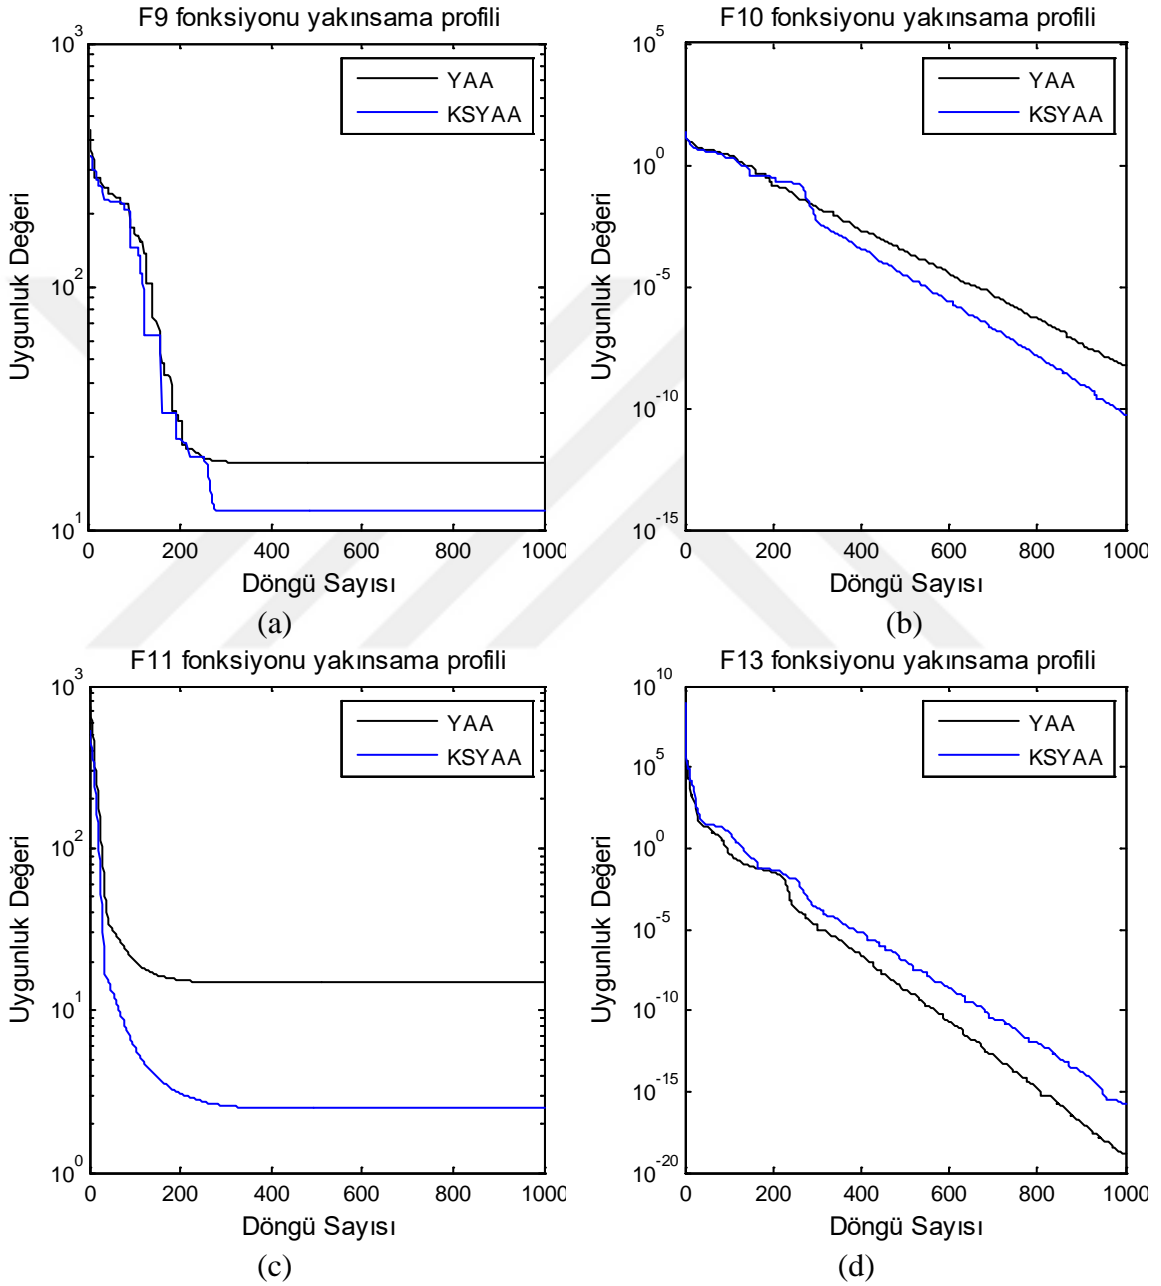 F9 fonksiyonu yakınsama profili
10^3
10^2
10^1
Uygunluk Değeri
YAA
KSYAA
0 200 400 600 800 1000
Döngü Sayısı
(a)
F10 fonksiyonu yakınsama profili
10^5
10^0
10^-5
10^-10
10^-15
Uygunluk Değeri
YAA
KSYAA
0 200 400 600 800 1000
Döngü Sayısı
(b)
F11 fonksiyonu yakınsama profili
10^3
10^2
10^1
10^0
Uygunluk Değeri
YAA
KSYAA
0 200 400 600 800 1000
Döngü Sayısı
(c)
F13 fonksiyonu yakınsama profili
10^10
10^5
10^0
10^-5
10^-10
10^-15
10^-20
Uygunluk Değeri
YAA
KSYAA
0 200 400 600 800 1000
Döngü Sayısı
(d)